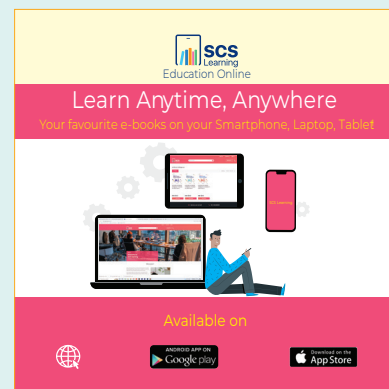 SCS
Learning
Education Online
Learn Anytime, Anywhere
Your favourite e-books on your Smartphone, Laptop, Tablet!
SCS Learning
Available on
ANDROID APP ON
Google play
Download on the
App Store